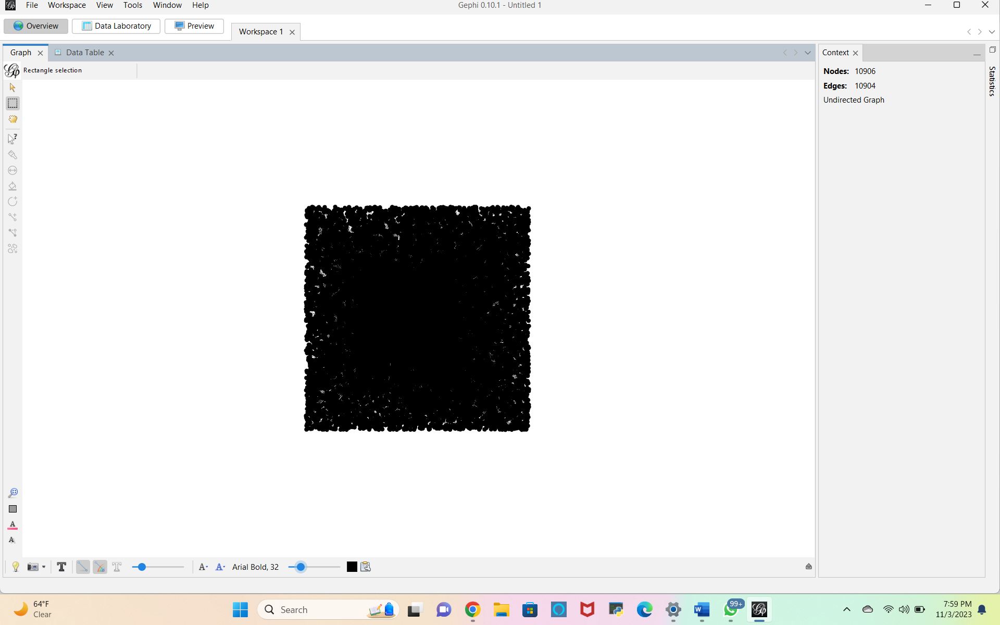 File Workspace View Tools Window Help
Gephi 0.10.1 - Untitled 1
Overview Data Laboratory Preview Workspace 1
Graph Data Table
Context
Rectangle selection
Nodes: 10906
Edges: 10904
Undirected Graph
Statistics
Arial Bold, 32
64°F
Clear
Search
99+
7:59 PM
11/3/2023